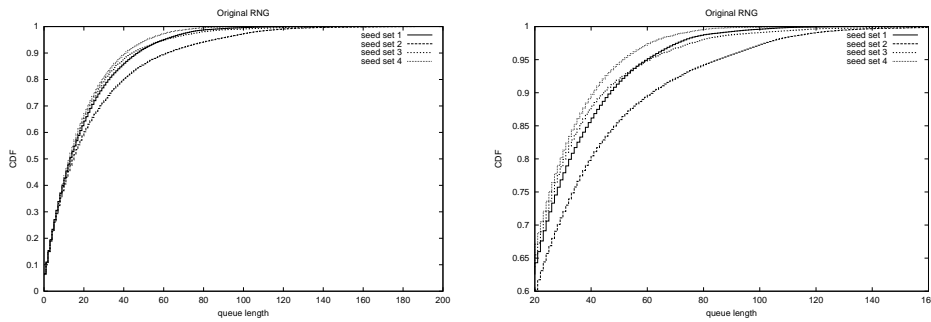 Original RNG
1
0.9
0.8
0.7
0.6
0.5
0.4
0.3
0.2
0.1
0
CDF
0 20 40 60 80 100 120 140 160 180 200
queue length
seed set 1
seed set 2
seed set 3
seed set 4
Original RNG
1
0.95
0.9
0.85
0.8
0.75
0.7
0.65
0.6
CDF
20 40 60 80 100 120 140 160
queue length
seed set 1
seed set 2
seed set 3
seed set 4